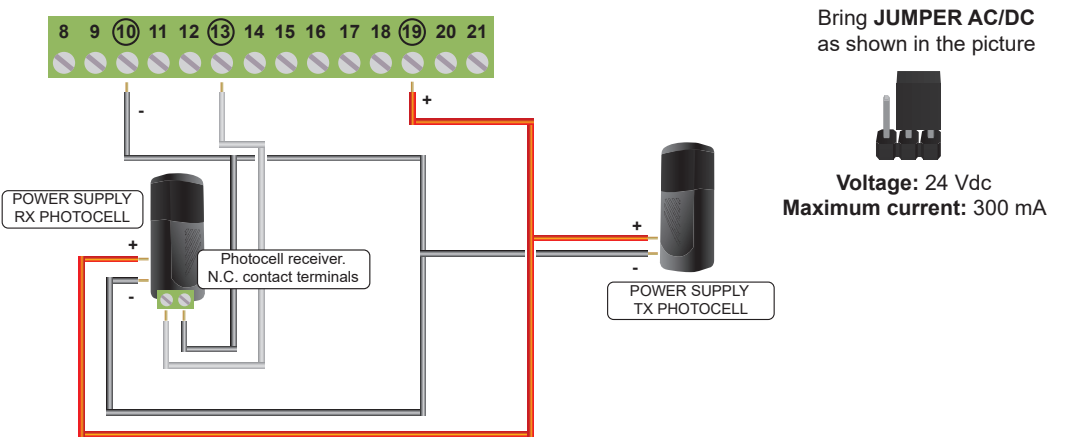 8 9 10 11 12 13 14 15 16 17 18 19 20 21
-
+
Bring JUMPER AC/DC
as shown in the picture
Voltage: 24 Vdc
Maximum current: 300 mA
POWER SUPPLY
RX PHOTOCELL
+
-
Photocell receiver.
N.C. contact terminals
+
-
POWER SUPPLY
TX PHOTOCELL